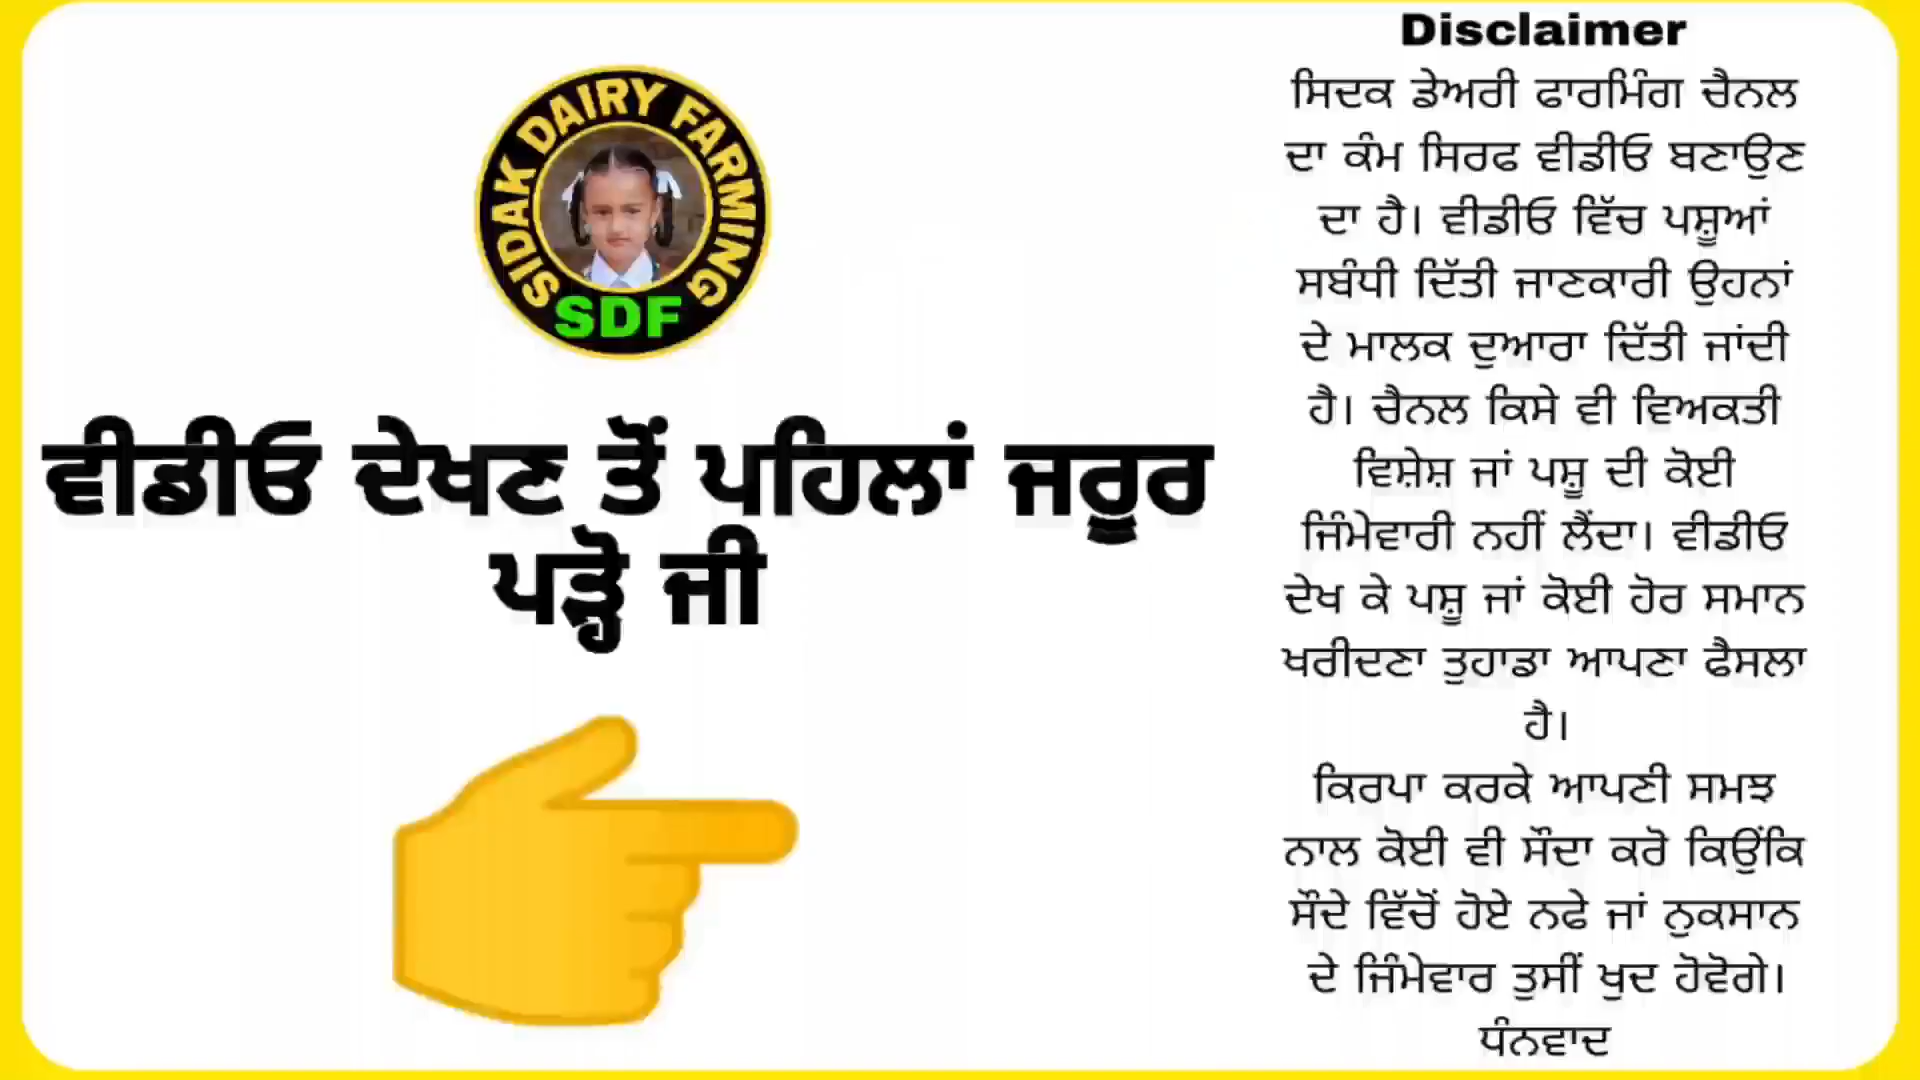 SIDAK DAIRY FARMING
SDF
ਵੀਡੀਓ ਦੇਖਣ ਤੋਂ ਪਹਿਲਾਂ ਜਰੂਰ
ਪੜ੍ਹੋ ਜੀ
Disclaimer
ਸਿਦਕ ਡੇਅਰੀ ਫਾਰਮਿੰਗ ਚੈਨਲ
ਦਾ ਕੰਮ ਸਿਰਫ ਵੀਡੀਓ ਬਣਾਉਣ
ਦਾ ਹੈ। ਵੀਡੀਓ ਵਿੱਚ ਪਸ਼ੂਆਂ
ਸਬੰਧੀ ਦਿੱਤੀ ਜਾਣਕਾਰੀ ਉਹਨਾਂ
ਦੇ ਮਾਲਕ ਦੁਆਰਾ ਦਿੱਤੀ ਜਾਂਦੀ
ਹੈ। ਚੈਨਲ ਕਿਸੇ ਵੀ ਵਿਅਕਤੀ
ਵਿਸ਼ੇਸ਼ ਜਾਂ ਪਸ਼ੂ ਦੀ ਕੋਈ
ਜਿੰਮੇਵਾਰੀ ਨਹੀਂ ਲੈਂਦਾ। ਵੀਡੀਓ
ਦੇਖ ਕੇ ਪਸ਼ੂ ਜਾਂ ਕੋਈ ਹੋਰ ਸਮਾਨ
ਖਰੀਦਣਾ ਤੁਹਾਡਾ ਆਪਣਾ ਫੈਸਲਾ
ਹੈ।
ਕਿਰਪਾ ਕਰਕੇ ਆਪਣੀ ਸਮਝ
ਨਾਲ ਕੋਈ ਵੀ ਸੌਦਾ ਕਰੋ ਕਿਉਂਕਿ
ਸੌਦੇ ਵਿੱਚੋਂ ਹੋਏ ਨਫੇ ਜਾਂ ਨੁਕਸਾਨ
ਦੇ ਜਿੰਮੇਵਾਰ ਤੁਸੀਂ ਖੁਦ ਹੋਵੋਗੇ।
ਧੰਨਵਾਦ